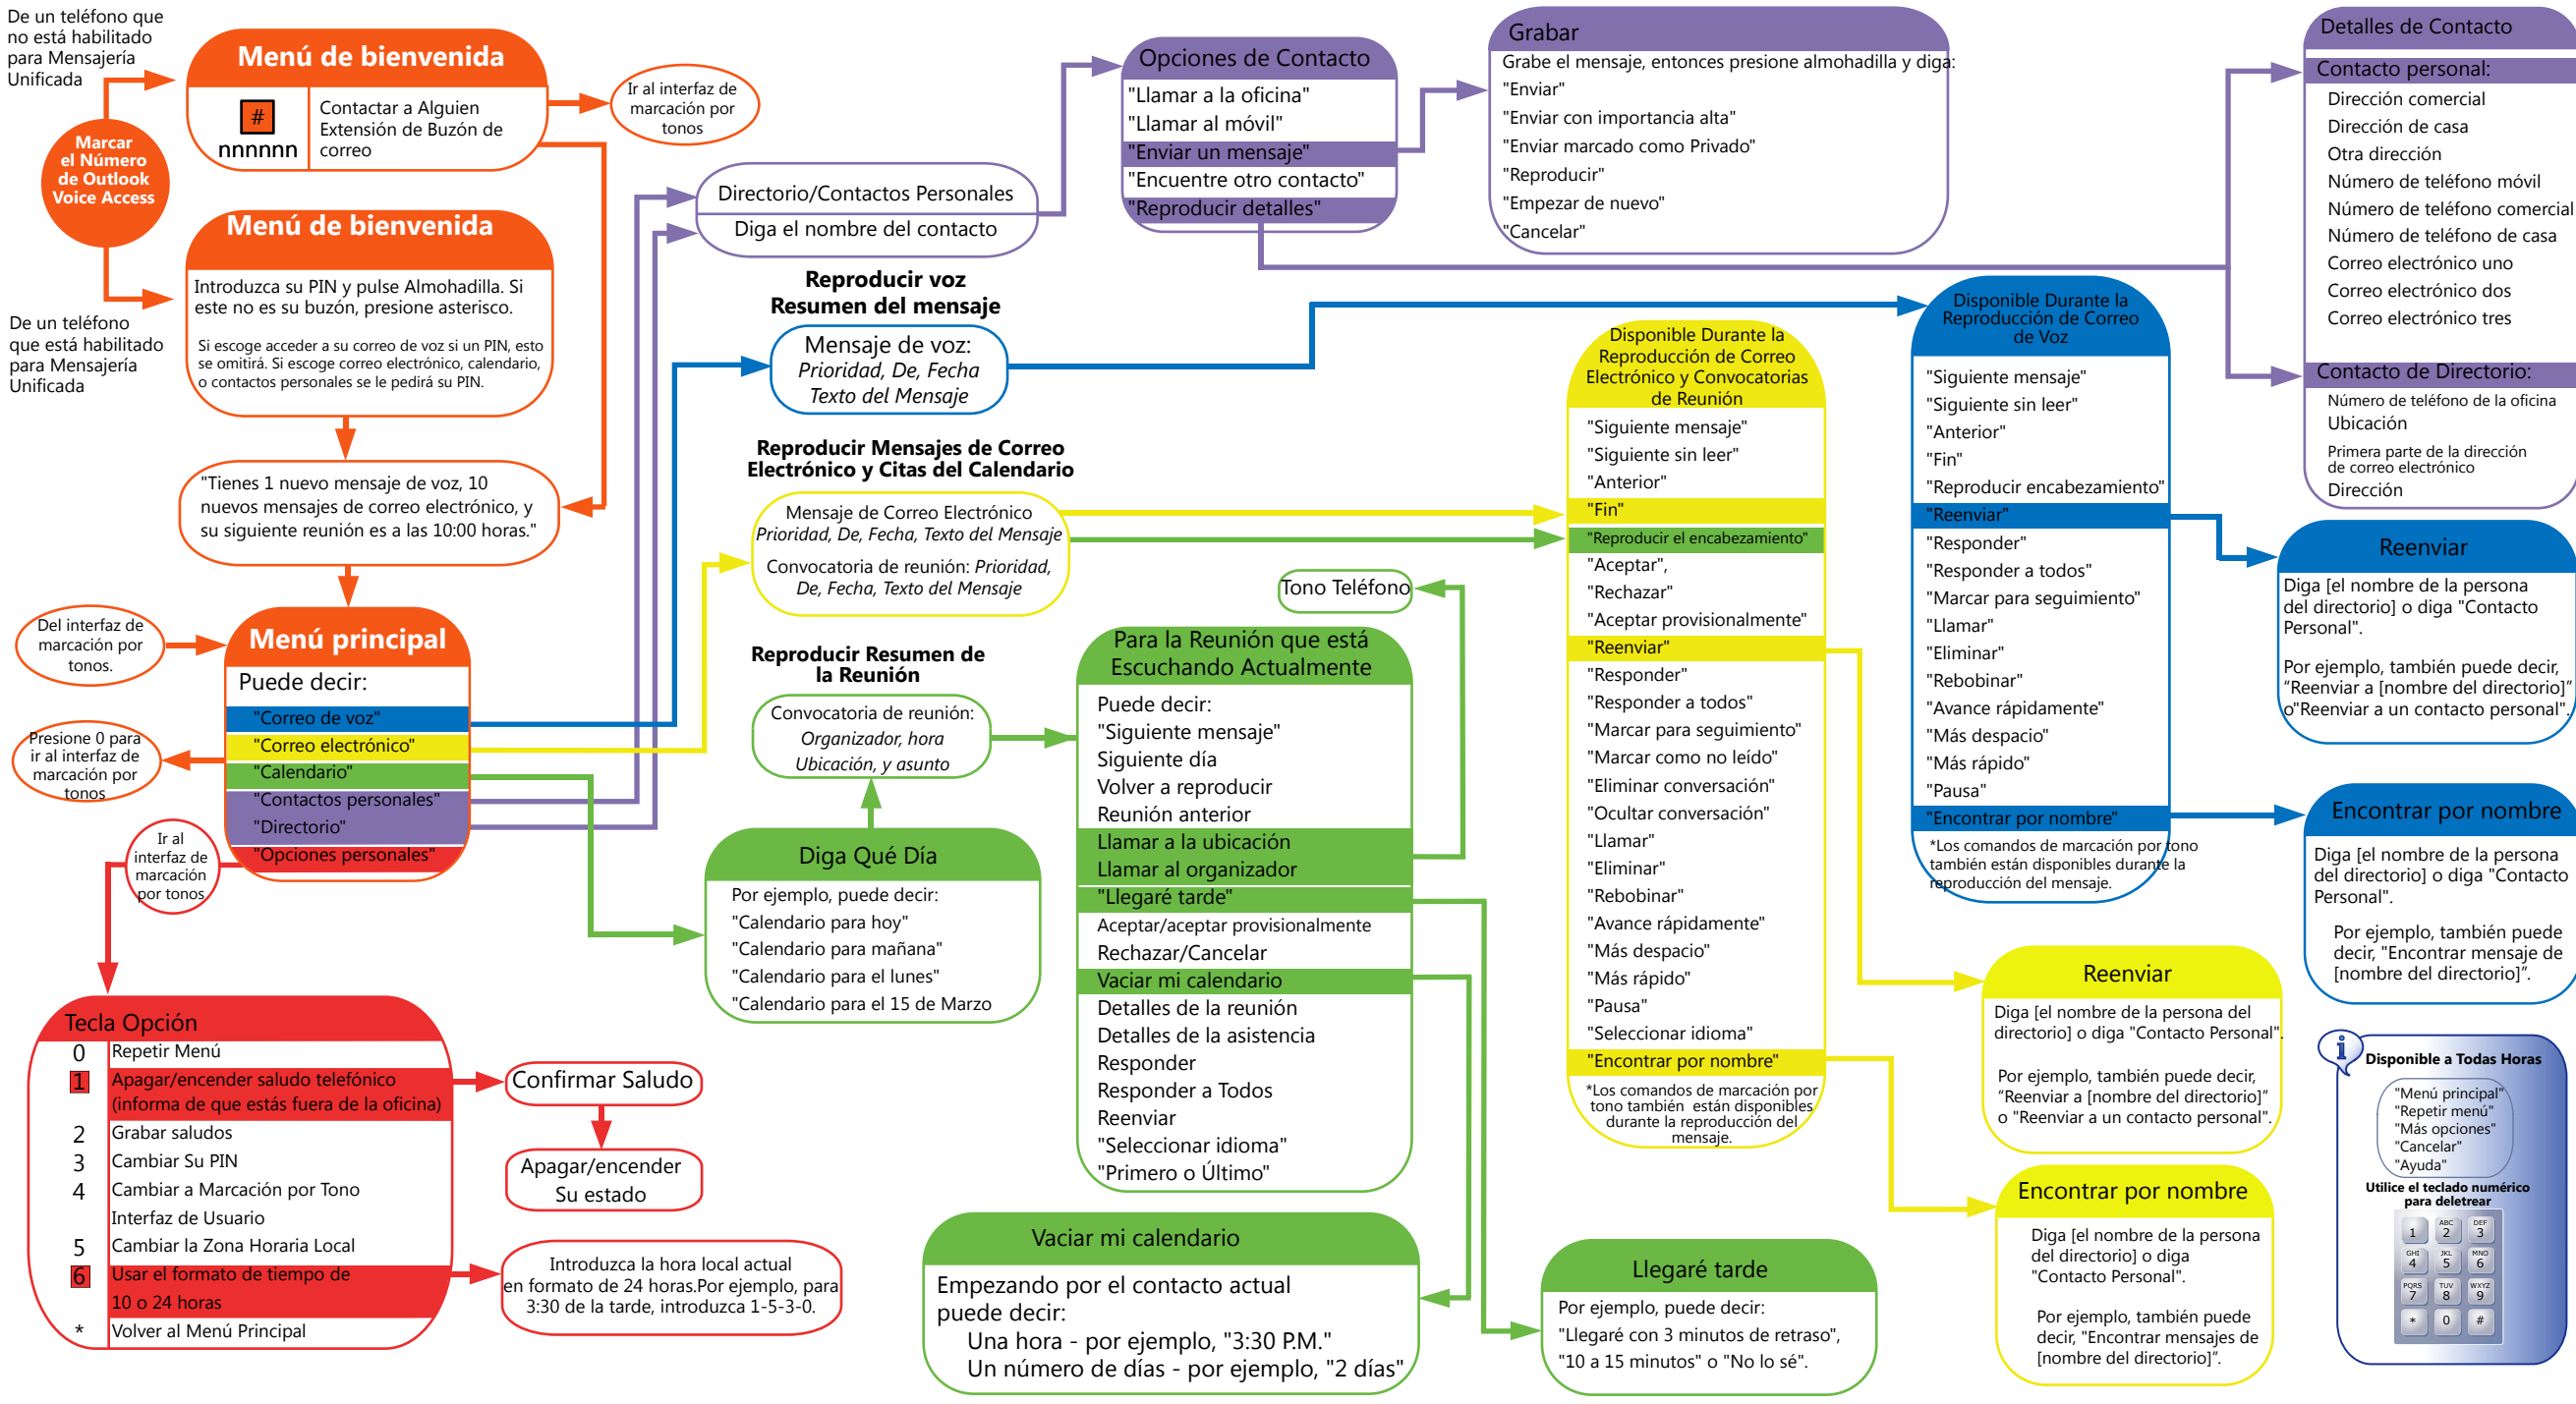 De un teléfono que
no está habilitado
para Mensajería
Unificada
Marcar
el Número
de Outlook
Voice Access
De un teléfono
que está habilitado
para Mensajería
Unificada
Menú de bienvenida
#
nnnnnn
Contactar a Alguien
Extensión de Buzón de
correo
Ir al interfaz de
marcación por
tonos
Menú de bienvenida
Introduzca su PIN y pulse Almohadilla. Si
este no es su buzón, presione asterisco.
Si escoge acceder a su correo de voz si un PIN, esto
se omitirá. Si escoge correo electrónico, calendario,
o contactos personales se le pedirá su PIN.
"Tienes 1 nuevo mensaje de voz, 10
nuevos mensajes de correo electrónico, y
su siguiente reunión es a las 10:00 horas."
Del interfaz de
marcación por
tonos.
Presione 0 para
ir al interfaz de
marcación por
tonos
Ir al
interfaz de
marcación
por tonos
Menú principal
Puede decir:
"Correo de voz"
"Correo electrónico"
"Calendario"
"Contactos personales"
"Directorio"
"Opciones personales"
Tecla Opción
0 Repetir Menú
1 Apagar/encender saludo telefónico
(informa de que estás fuera de la oficina)
2 Grabar saludos
3 Cambiar Su PIN
4 Cambiar a Marcación por Tono
Interfaz de Usuario
5 Cambiar la Zona Horaria Local
6 Usar el formato de tiempo de
10 o 24 horas
* Volver al Menú Principal
Confirmar Saludo
Apagar/encender
Su estado
Introduzca la hora local actual
en formato de 24 horas.Por ejemplo, para
3:30 de la tarde, introduzca 1-5-3-0.
Directorio/Contactos Personales
Diga el nombre del contacto
Reproducir voz
Resumen del mensaje
Mensaje de voz:
Prioridad, De, Fecha
Texto del Mensaje
Reproducir Mensajes de Correo
Electrónico y Citas del Calendario
Mensaje de Correo Electrónico
Prioridad, De, Fecha, Texto del Mensaje
Convocatoria de reunión: Prioridad,
De, Fecha, Texto del Mensaje
Reproducir Resumen de
la Reunión
Convocatoria de reunión:
Organizador, hora
Ubicación, y asunto
Diga Qué Día
Por ejemplo, puede decir:
"Calendario para hoy"
"Calendario para mañana"
"Calendario para el lunes"
"Calendario para el 15 de Marzo
Opciones de Contacto
"Llamar a la oficina"
"Llamar al móvil"
"Enviar un mensaje"
"Encuentre otro contacto"
"Reproducir detalles"
Grabar
Grabe el mensaje, entonces presione almohadilla y diga:
"Enviar"
"Enviar con importancia alta"
"Enviar marcado como Privado"
"Reproducir"
"Empezar de nuevo"
"Cancelar"
Tono Teléfono
Para la Reunión que está
Escuchando Actualmente
Puede decir:
"Siguiente mensaje"
Siguiente día
Volver a reproducir
Reunión anterior
Llamar a la ubicación
Llamar al organizador
"Llegaré tarde"
Aceptar/aceptar provisionalmente
Rechazar/Cancelar
Vaciar mi calendario
Detalles de la reunión
Detalles de la asistencia
Responder
Responder a Todos
Reenviar
"Seleccionar idioma"
"Primero o Último"
Vaciar mi calendario
Empezando por el contacto actual
puede decir:
Una hora - por ejemplo, "3:30 P.M."
Un número de días - por ejemplo, "2 días"
Llegaré tarde
Por ejemplo, puede decir:
"Llegaré con 3 minutos de retraso",
"10 a 15 minutos" o "No lo sé".
Disponible Durante la
Reproducción de Correo
Electrónico y Convocatorias
de Reunión
"Siguiente mensaje"
"Siguiente sin leer"
"Anterior"
"Fin"
"Reproducir el encabezamiento"
"Aceptar",
"Rechazar"
"Aceptar provisionalmente"
"Reenviar"
"Responder"
"Responder a todos"
"Marcar para seguimiento"
"Marcar como no leído"
"Eliminar conversación"
"Ocultar conversación"
"Llamar"
"Eliminar"
"Rebobinar"
"Avance rápidamente"
"Más despacio"
"Más rápido"
"Pausa"
"Seleccionar idioma"
"Encontrar por nombre"
*Los comandos de marcación por
tono también están disponibles
durante la reproducción del
mensaje.
Disponible Durante la
Reproducción de Correo
de Voz
"Siguiente mensaje"
"Siguiente sin leer"
"Anterior"
"Fin"
"Reproducir encabezamiento"
"Reenviar"
"Responder"
"Responder a todos"
"Marcar para seguimiento"
"Llamar"
"Eliminar"
"Rebobinar"
"Avance rápidamente"
"Más despacio"
"Más rápido"
"Pausa"
"Encontrar por nombre"
*Los comandos de marcación por tono
también están disponibles durante la
reproducción del mensaje.
Reenviar
Diga [el nombre de la persona del
directorio] o diga "Contacto Personal".
Por ejemplo, también puede decir,
“Reenviar a [nombre del directorio]”
o "Reenviar a un contacto personal".
Encontrar por nombre
Diga [el nombre de la persona
del directorio] o diga
"Contacto Personal".
Por ejemplo, también puede
decir, "Encontrar mensajes de
[nombre del directorio]”.
Detalles de Contacto
Contacto personal:
Dirección comercial
Dirección de casa
Otra dirección
Número de teléfono móvil
Número de teléfono comercial
Número de teléfono de casa
Correo electrónico uno
Correo electrónico dos
Correo electrónico tres
Contacto de Directorio:
Número de teléfono de la oficina
Ubicación
Primera parte de la dirección
de correo electrónico
Dirección
Reenviar
Diga [el nombre de la persona
del directorio] o diga "Contacto
Personal".
Por ejemplo, también puede decir,
“Reenviar a [nombre del directorio]”
o"Reenviar a un contacto personal".
Encontrar por nombre
Diga [el nombre de la persona
del directorio] o diga "Contacto
Personal".
Por ejemplo, también puede
decir, "Encontrar mensaje de
[nombre del directorio]”.
i
Disponible a Todas Horas
"Menú principal"
"Repetir menú"
"Más opciones"
"Cancelar"
"Ayuda"
Utilice el teclado numérico
para deletrear
1 ABC 2 DEF 3
GHI 4 JKL 5 MNO 6
PQRS 7 TUV 8 WXYZ 9
* 0 #